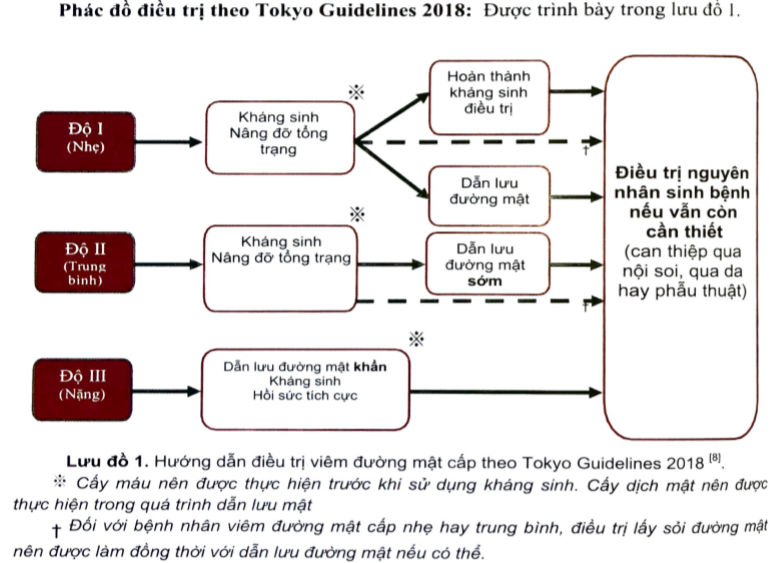 Phác đồ điều trị theo Tokyo Guidelines 2018: Được trình bày trong lưu đồ 1.
Độ I
(Nhẹ)
Kháng sinh
Nâng đỡ tổng
trạng
※
Hoàn thành
kháng sinh
điều trị
†
Dẫn lưu
đường mật
Độ II
(Trung
bình)
Kháng sinh
Nâng đỡ tổng trạng
※
Dẫn lưu
đường mật
sớm
†
Độ III
(Nặng)
Dẫn lưu đường mật khẩn
Kháng sinh
Hồi sức tích cực
※
Điều trị nguyên
nhân sinh bệnh
nếu vẫn còn
cần thiết
(can thiệp qua
nội soi, qua da
hay phẫu thuật)
Lưu đồ 1. Hướng dẫn điều trị viêm đường mật cấp theo Tokyo Guidelines 2018 [8].
※ Cấy máu nên được thực hiện trước khi sử dụng kháng sinh. Cấy dịch mật nên được
thực hiện trong quá trình dẫn lưu mật
† Đối với bệnh nhân viêm đường mật cấp nhẹ hay trung bình, điều trị lấy sỏi đường mật
nên được làm đồng thời với dẫn lưu đường mật nếu có thể.